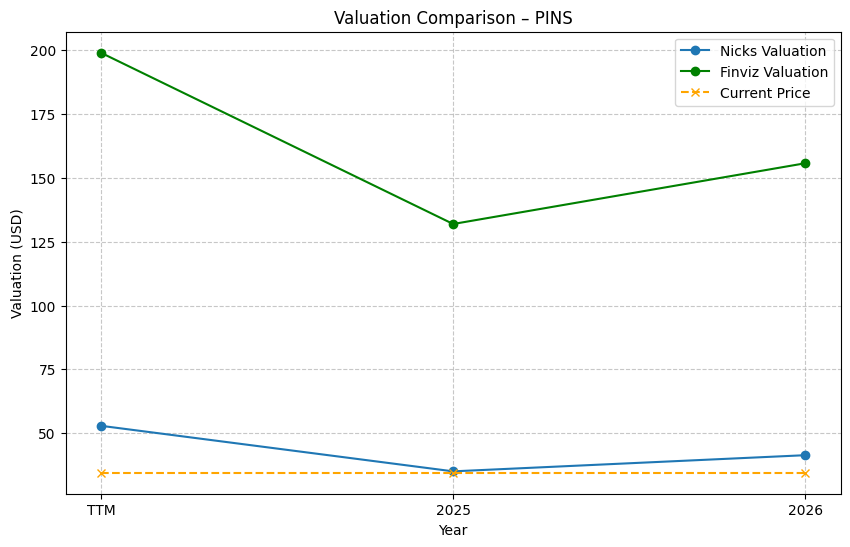 Valuation Comparison – PINS
Nicks Valuation
Finviz Valuation
Current Price
Valuation (USD)
200
175
150
125
100
75
50
TTM
2025
2026
Year